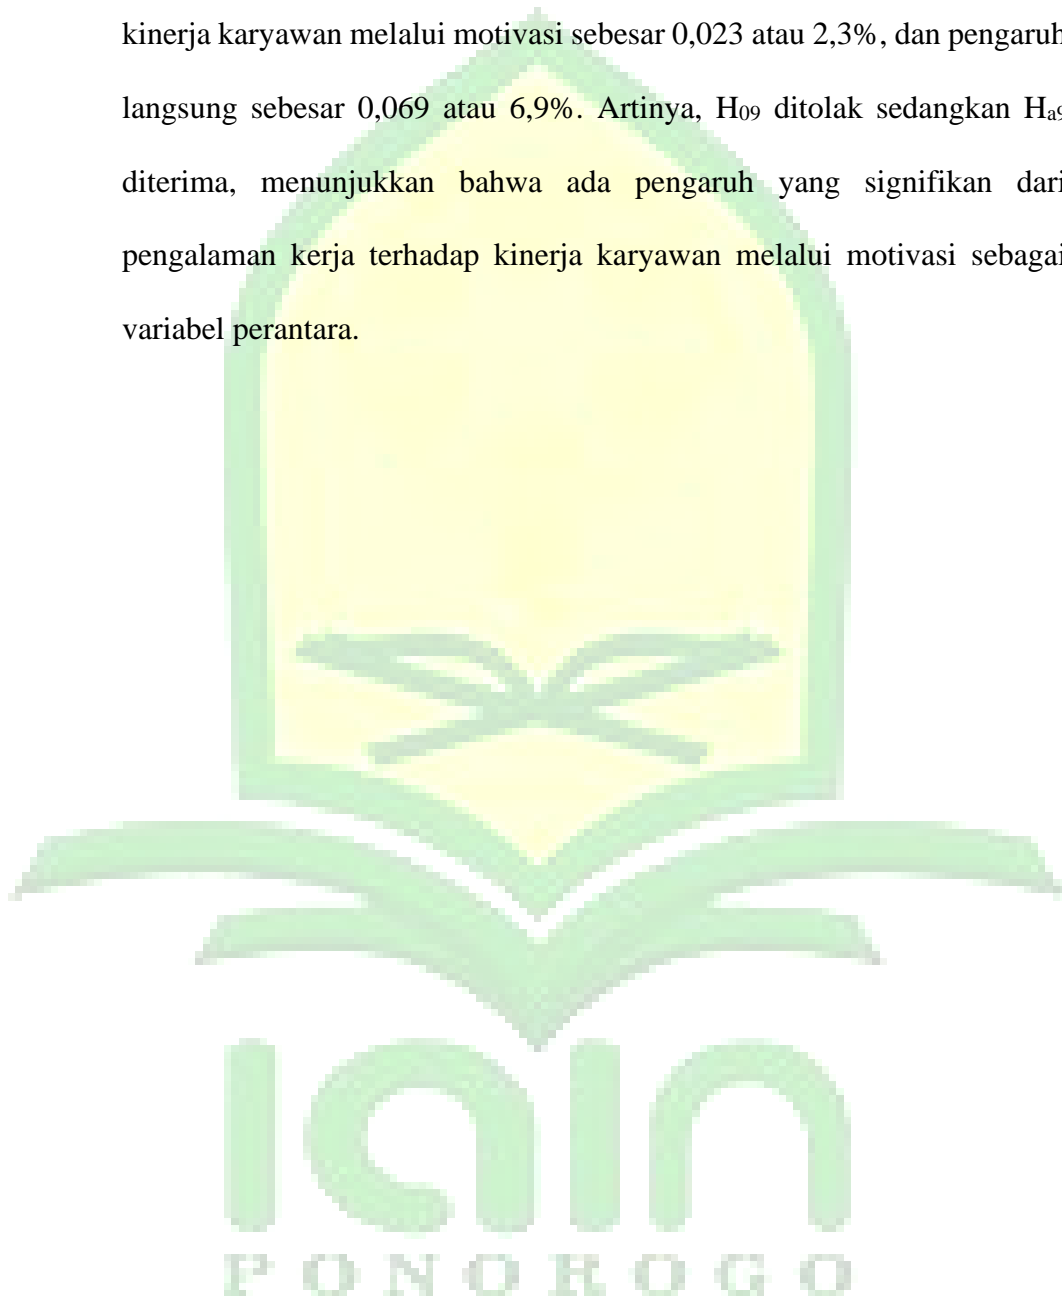 kinerja karyawan melalui motivasi sebesar 0,023 atau 2,3%, dan pengaruh
langsung sebesar 0,069 atau 6,9%. Artinya, H₀₉ ditolak sedangkan Hₐ₉
diterima, menunjukkan bahwa ada pengaruh yang signifikan dari
pengalaman kerja terhadap kinerja karyawan melalui motivasi sebagai
variabel perantara.
iain
PONOROGO